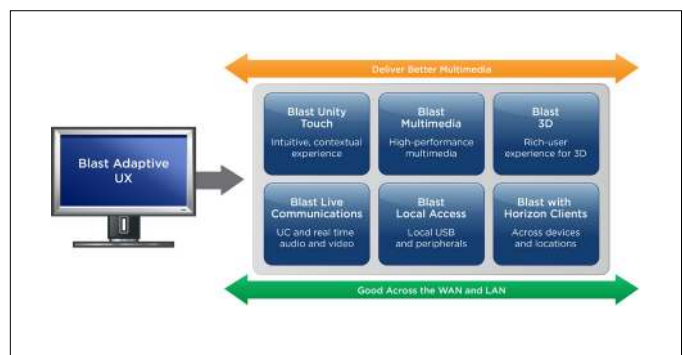 Deliver Better Multimedia
Blast Adaptive
UX
Blast Unity
Touch
Intuitive, contextual
experience
Blast
Multimedia
High-performance
multimedia
Blast
3D
Rich-user
experience for 3D
Blast Live
Communications
UC and real time
audio and video
Blast
Local Access
Local USB
and peripherals
Blast with
Horizon Clients
Across devices
and locations
Good Across the WAN and LAN